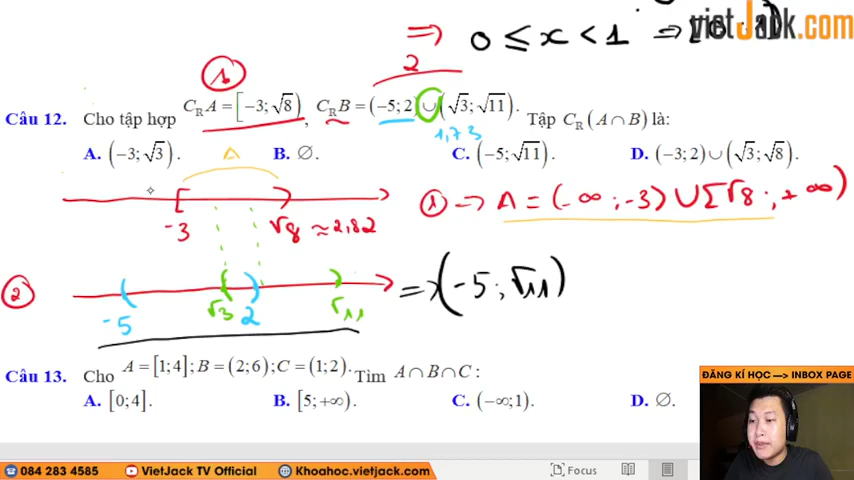 vietJack.com
⇒ 0 ≤ x < 1 ⇒
① 2
Câu 12. Cho tập hợp C_ℝA = [−3; √8), C_ℝB = (−5; 2) ∪ (√3; √11). Tập C_ℝ(A ∩ B) là:
1,73
A. (−3; √3). B. ∅. C. (−5; √11). D. (−3; 2) ∪ (√3; √8).
A
① → A = (−∞; −3) ∪ [√8; +∞)
−3 √8 ≈ 2,82
② ⇒ (−5; √11)
−5 √3 2 √11
Câu 13. Cho A = [1; 4]; B = (2; 6); C = (1; 2). Tìm A ∩ B ∩ C :
A. [0; 4]. B. [5; +∞). C. (−∞; 1). D. ∅.
ĐĂNG KÍ HỌC —> INBOX PAGE
084 283 4585 VietJack TV Official Khoahoc.vietjack.com Focus